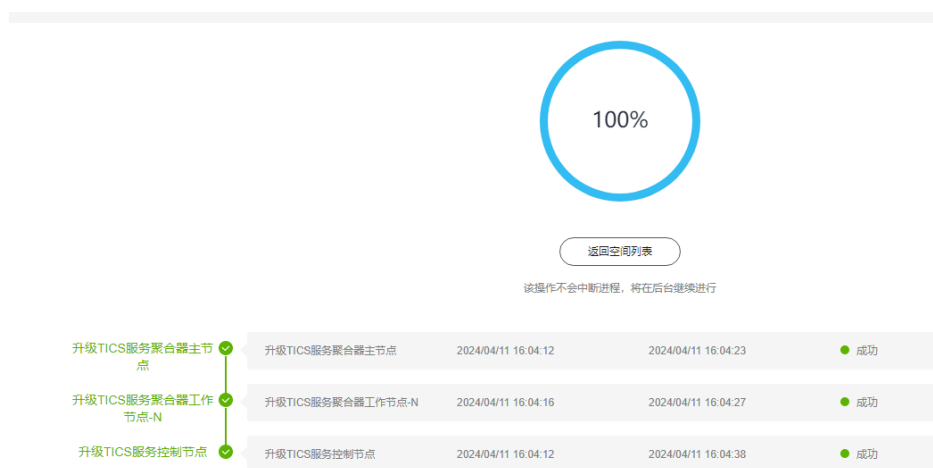 100%
返回空间列表
该操作不会中断进程，将在后台继续进行
升级TICS服务聚合器主节
点
升级TICS服务聚合器主节点 2024/04/11 16:04:12 2024/04/11 16:04:23 成功
升级TICS服务聚合器工作
节点-N
升级TICS服务聚合器工作节点-N 2024/04/11 16:04:16 2024/04/11 16:04:27 成功
升级TICS服务控制节点
升级TICS服务控制节点 2024/04/11 16:04:12 2024/04/11 16:04:38 成功